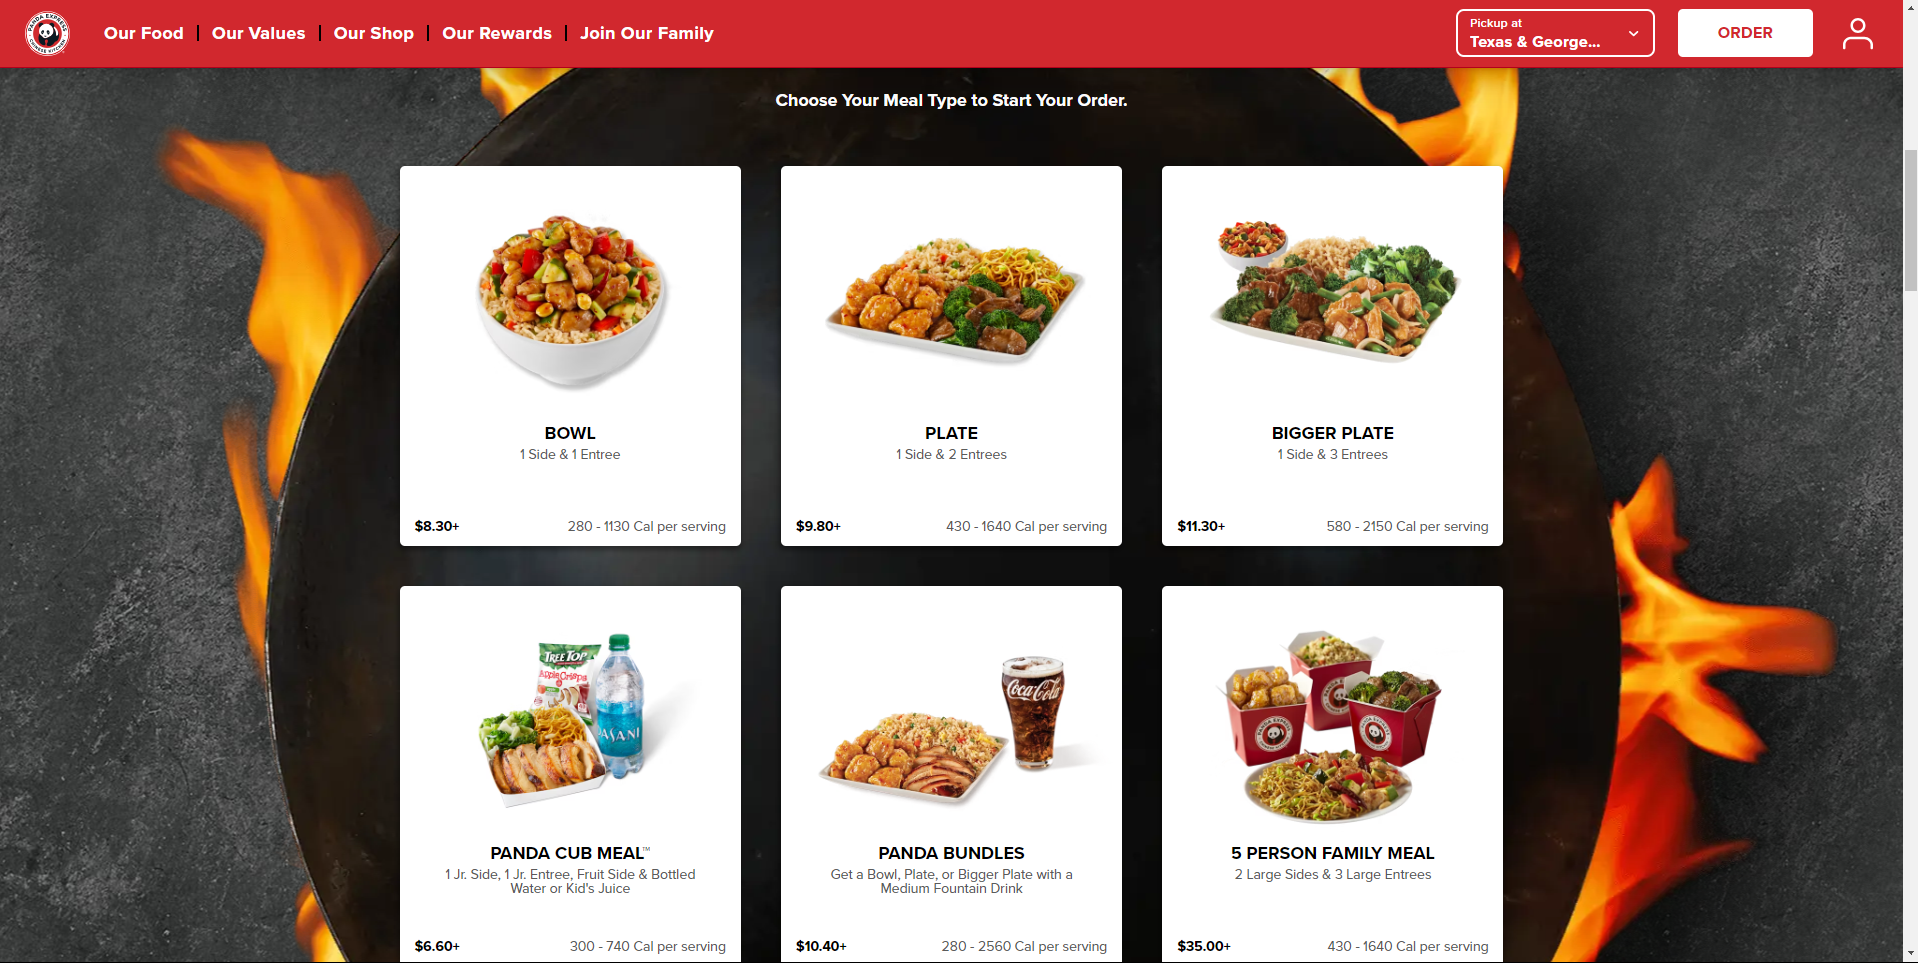 Our Food
Our Values
Our Shop
Our Rewards
Join Our Family
Pickup at
Texas & George...
ORDER
Choose Your Meal Type to Start Your Order.
BOWL
1 Side & 1 Entree
$8.30+
280 - 1130 Cal per serving
PLATE
1 Side & 2 Entrees
$9.80+
430 - 1640 Cal per serving
BIGGER PLATE
1 Side & 3 Entrees
$11.30+
580 - 2150 Cal per serving
TREE TOP
Apple Crisps
DASANI
PANDA CUB MEAL™
1 Jr. Side, 1 Jr. Entree, Fruit Side & Bottled
Water or Kid's Juice
$6.60+
300 - 740 Cal per serving
Coca-Cola
PANDA BUNDLES
Get a Bowl, Plate, or Bigger Plate with a
Medium Fountain Drink
$10.40+
280 - 2560 Cal per serving
5 PERSON FAMILY MEAL
2 Large Sides & 3 Large Entrees
$35.00+
430 - 1640 Cal per serving